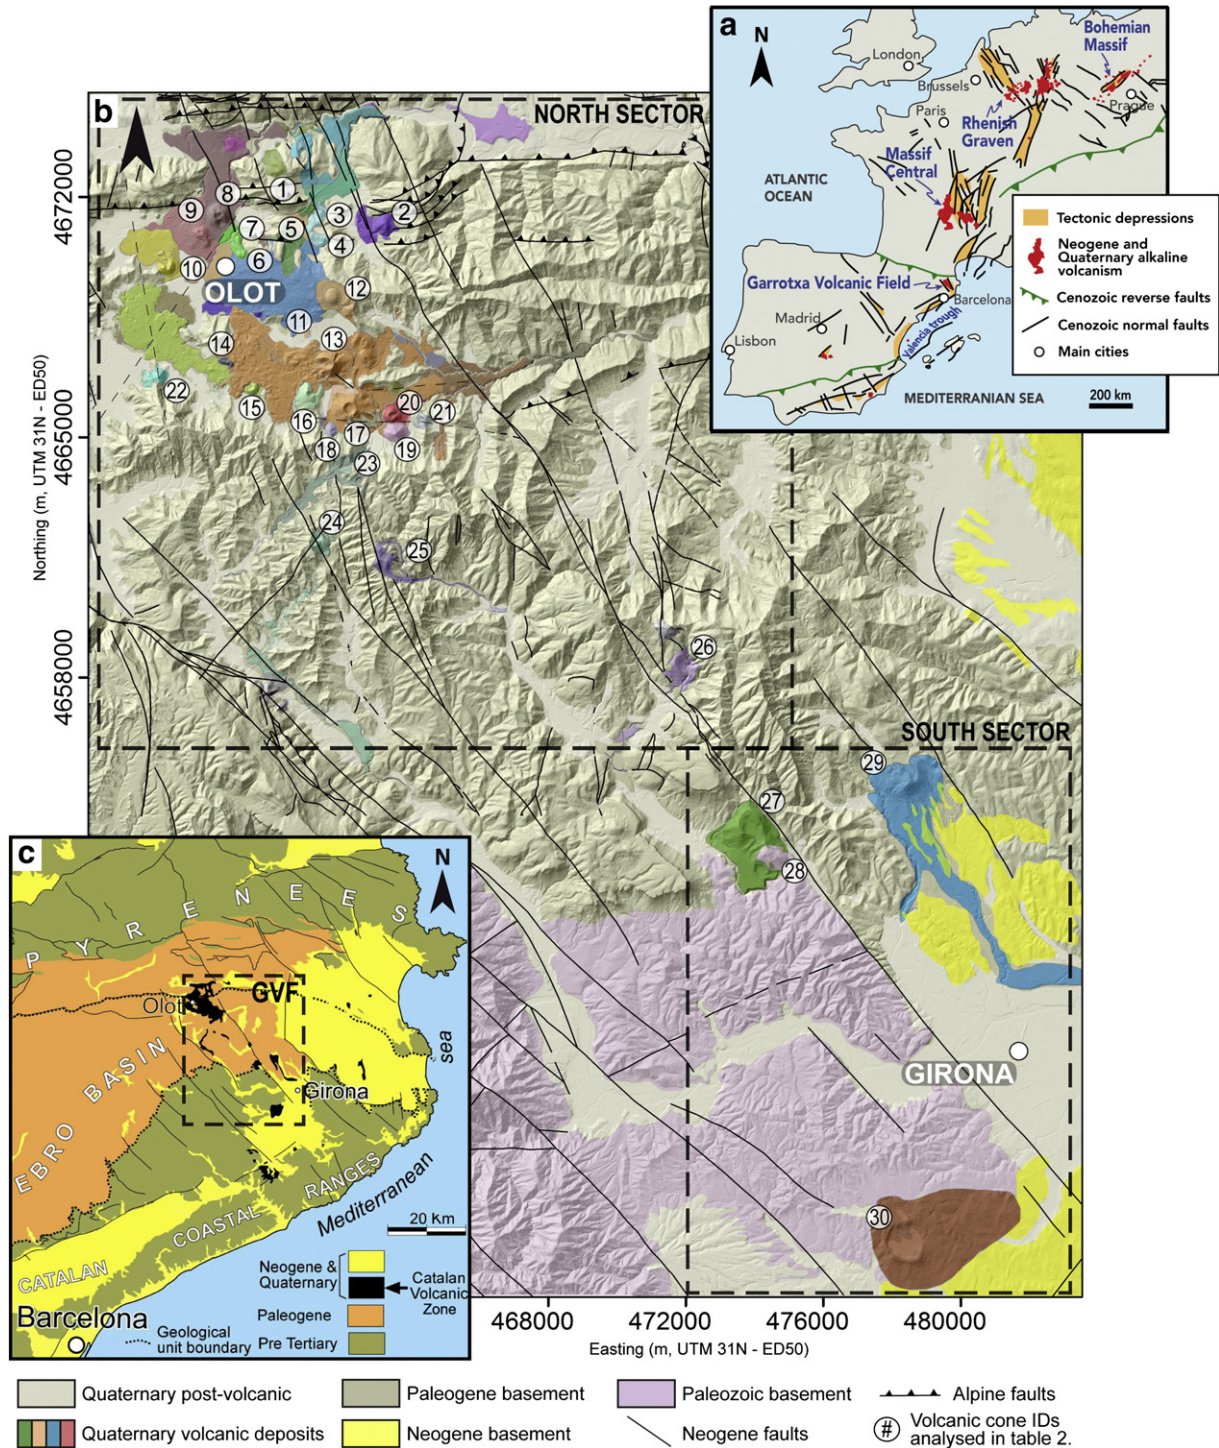 a
N
London
Brussels
Paris
Bohemian
Massif
Prague
Rhenish
Graven
Massif
Central
ATLANTIC
OCEAN
Garrotxa Volcanic Field
Barcelona
Madrid
Valencia trough
Lisbon
MEDITERRANEAN SEA
200 km
Tectonic depressions
Neogene and
Quaternary alkaline
volcanism
Cenozoic reverse faults
Cenozoic normal faults
Main cities
b
NORTH SECTOR
4672000
4665000
4658000
Northing (m, UTM 31N - ED50)
1
2
3
4
5
6
7
8
9
10
OLOT
11
12
13
14
15
16
17
18
19
20
21
22
23
24
25
26
SOUTH SECTOR
27
28
29
GIRONA
30
468000
472000
476000
480000
Easting (m, UTM 31N - ED50)
c
N
PYRENEES
Olot
GVF
EBRO BASIN
Girona
sea
Mediterranean
CATALAN COASTAL RANGES
20 Km
Barcelona
Neogene &
Quaternary
Catalan
Volcanic
Zone
Paleogene
Geological
unit boundary
Pre Tertiary
Quaternary post-volcanic
Paleogene basement
Paleozoic basement
Alpine faults
Quaternary volcanic deposits
Neogene basement
Neogene faults
#
Volcanic cone IDs
analysed in table 2.